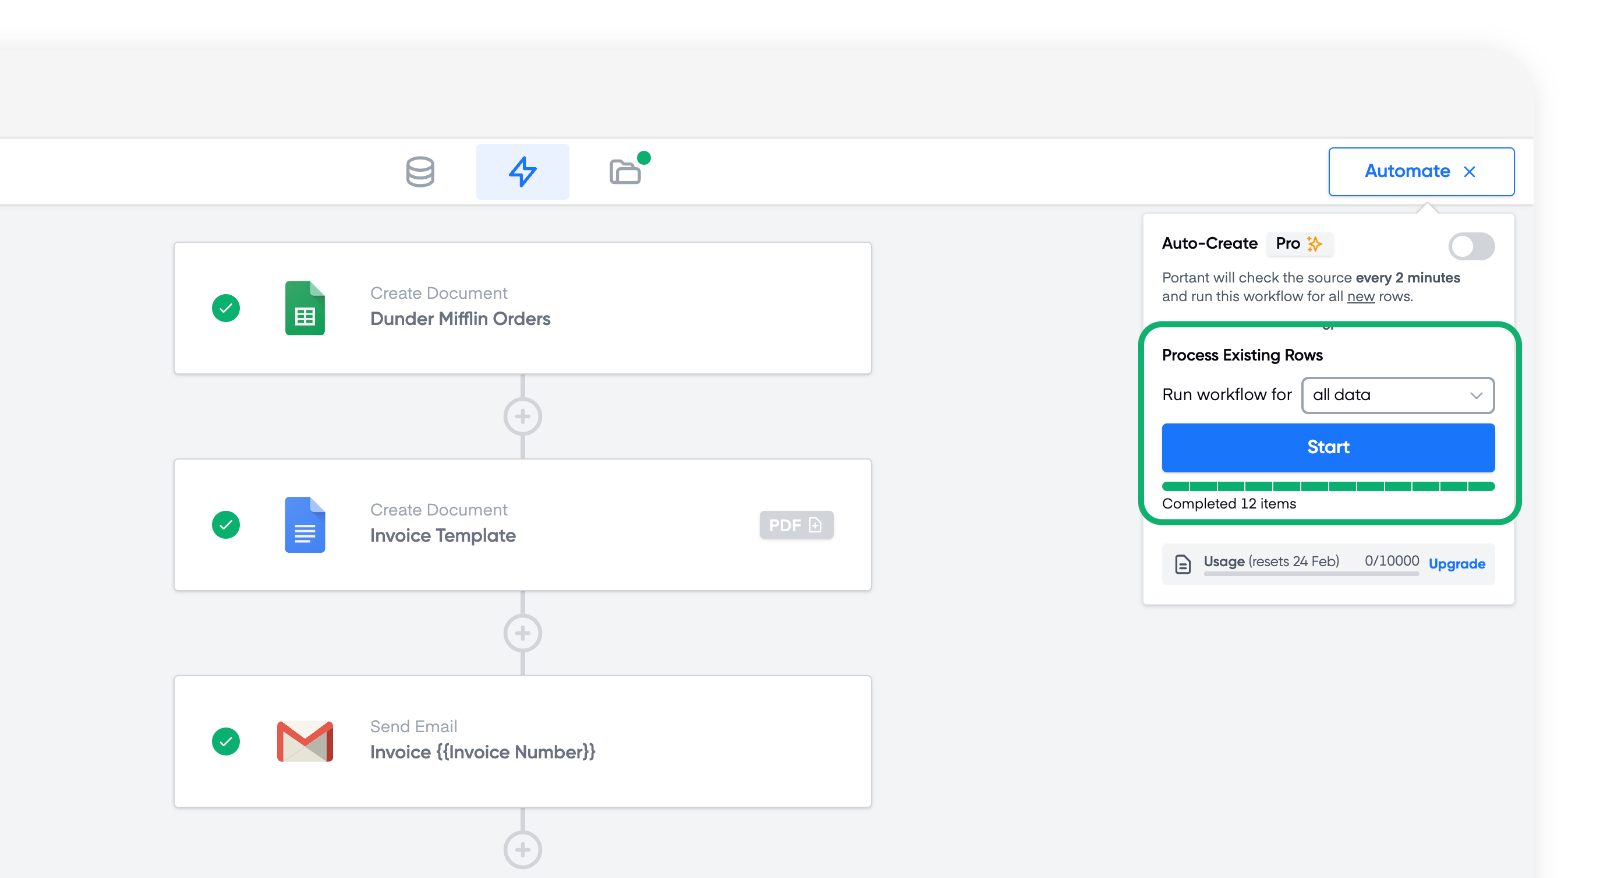 Automate
Auto-Create Pro
Portant will check the source every 2 minutes
and run this workflow for all new rows.
or
Process Existing Rows
Run workflow for all data
Start
Completed 12 items
Usage (resets 24 Feb) 0/10000 Upgrade
Create Document
Dunder Mifflin Orders
Create Document
Invoice Template
PDF
Send Email
Invoice {{Invoice Number}}